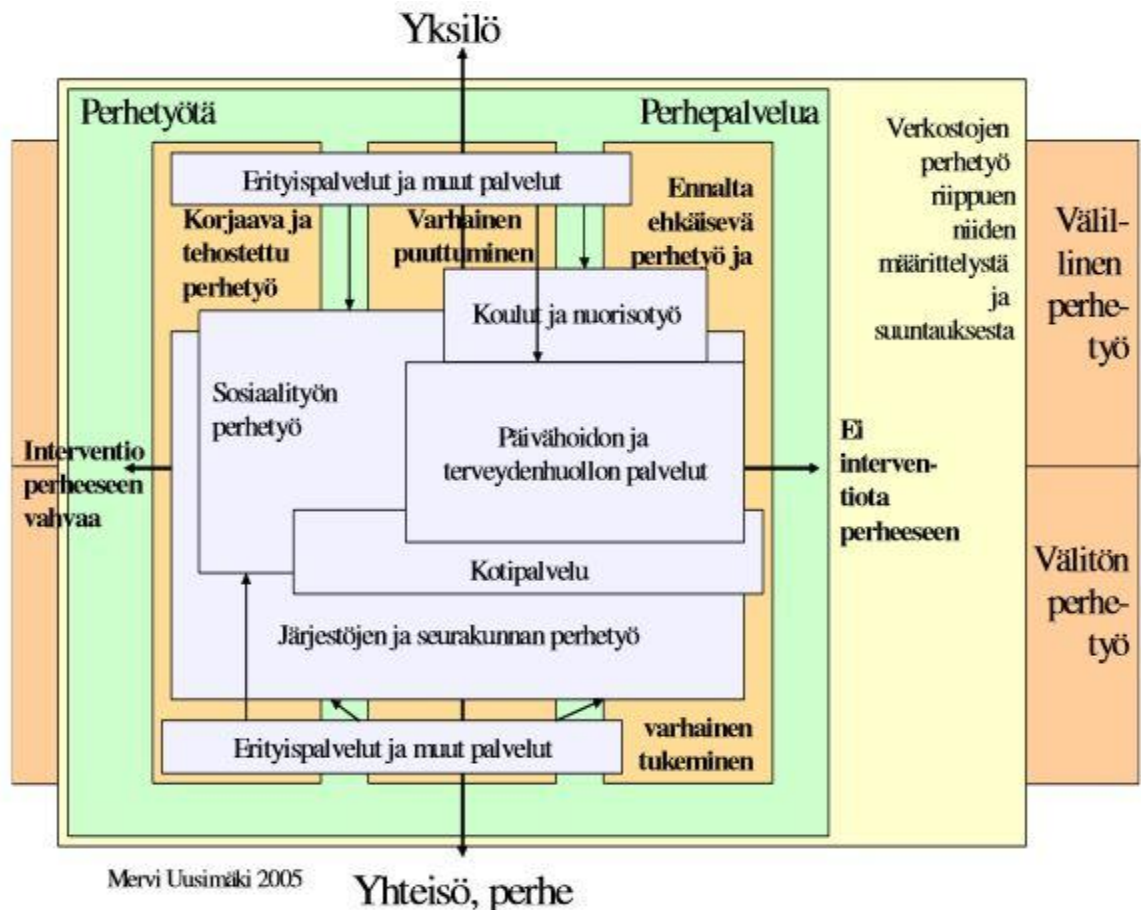 Yksilö
Perhetyötä
Perhepalvelua
Verkostojen
perhetyö
riippuen
niiden
määrittelystä
ja
suuntauksesta
Erityispalvelut ja muut palvelut
Korjaava ja
tehostettu
perhetyö
Varhainen
puuttuminen
Ennalta
ehkäisevä
perhetyö ja
Välil-
linen
perhe-
työ
Koulut ja nuorisotyö
Sosiaalityön
perhetyö
Päivähoidon ja
terveydenhuollon palvelut
Interventio
perheeseen
vahvaa
Ei
interven-
tiota
perheeseen
Kotipalvelu
Välitön
perhe-
työ
Järjestöjen ja seurakunnan perhetyö
Erityispalvelut ja muut palvelut
varhainen
tukeminen
Mervi Uusimäki 2005
Yhteisö, perhe